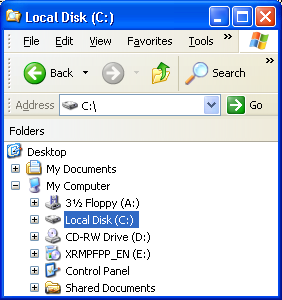 Local Disk (C:)
File Edit View Favorites Tools »
Back Search
Address C:\ Go
Folders
Desktop
My Documents
My Computer
3½ Floppy (A:)
Local Disk (C:)
CD-RW Drive (D:)
XRMPFPP_EN (E:)
Control Panel
Shared Documents